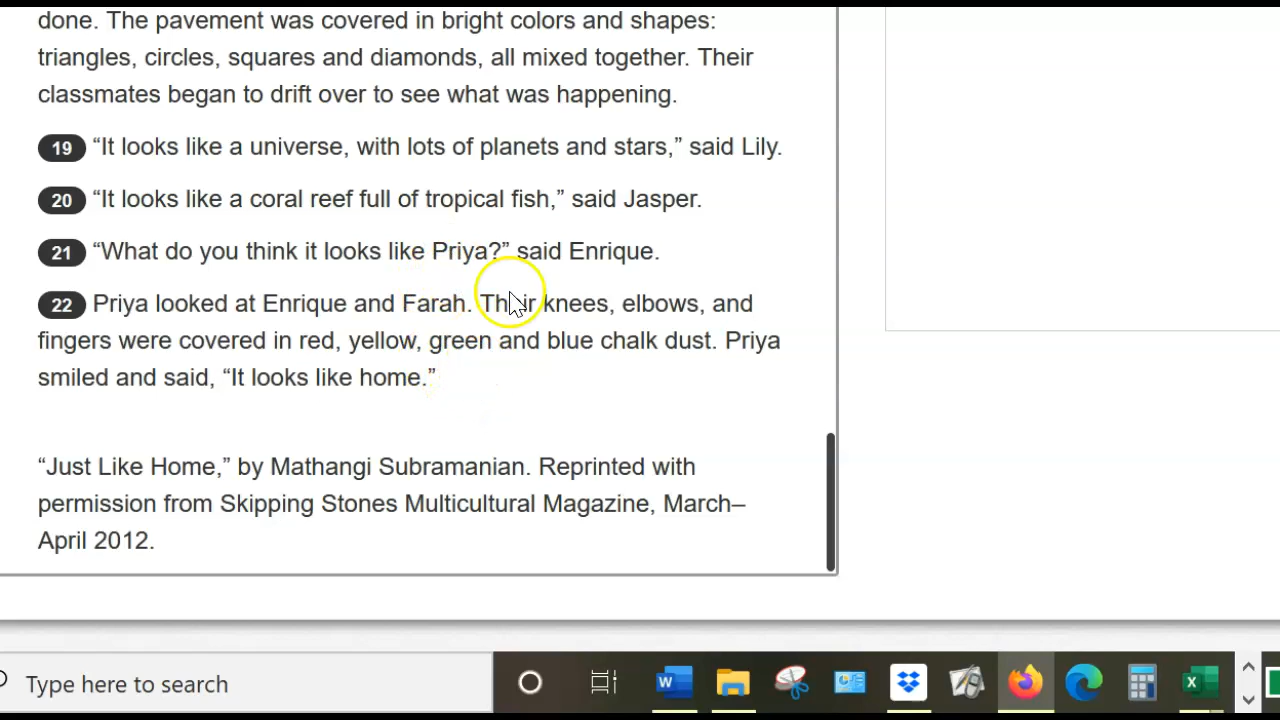 done. The pavement was covered in bright colors and shapes:
triangles, circles, squares and diamonds, all mixed together. Their
classmates began to drift over to see what was happening.
19 “It looks like a universe, with lots of planets and stars,” said Lily.
20 “It looks like a coral reef full of tropical fish,” said Jasper.
21 “What do you think it looks like Priya?” said Enrique.
22 Priya looked at Enrique and Farah. Their knees, elbows, and
fingers were covered in red, yellow, green and blue chalk dust. Priya
smiled and said, “It looks like home.”
“Just Like Home,” by Mathangi Subramanian. Reprinted with
permission from Skipping Stones Multicultural Magazine, March–
April 2012.
Type here to search